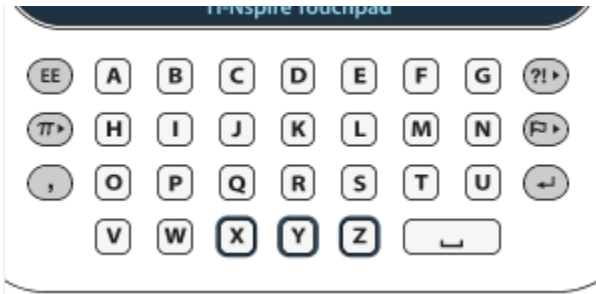 TI-Nspire Touchpad
EE A B C D E F G ?!
π H I J K L M N
, O P Q R S T U
V W X Y Z